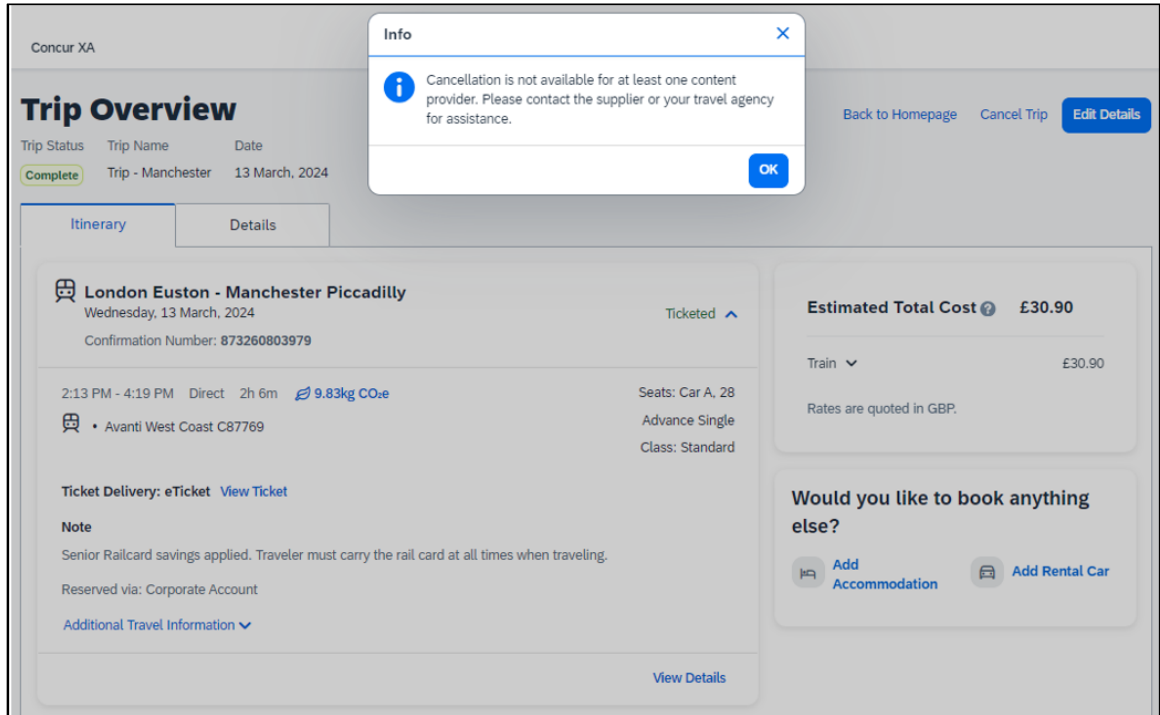 Concur XA
Info
Cancellation is not available for at least one content
provider. Please contact the supplier or your travel agency
for assistance.
OK
Trip Overview
Back to Homepage Cancel Trip Edit Details
Trip Status Trip Name Date
Complete Trip - Manchester 13 March, 2024
Itinerary Details
London Euston - Manchester Piccadilly
Wednesday, 13 March, 2024
Ticketed
Confirmation Number: 873260803979
2:13 PM - 4:19 PM Direct 2h 6m 9.83kg CO₂e
Seats: Car A, 28
• Avanti West Coast C87769
Advance Single
Class: Standard
Ticket Delivery: eTicket View Ticket
Note
Senior Railcard savings applied. Traveler must carry the rail card at all times when traveling.
Reserved via: Corporate Account
Additional Travel Information
View Details
Estimated Total Cost ? £30.90
Train £30.90
Rates are quoted in GBP.
Would you like to book anything
else?
Add
Accommodation
Add Rental Car